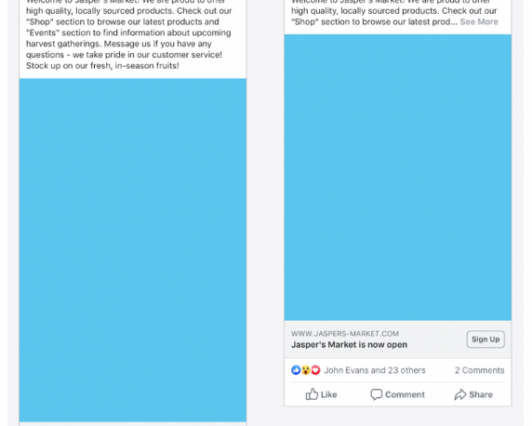 Welcome to Jasper's Market! We are proud to offer
high quality, locally sourced products. Check out our
"Shop" section to browse our latest products and
"Events" section to find information about upcoming
harvest gatherings. Message us if you have any
questions - we take pride in our customer service!
Stock up on our fresh, in-season fruits!
Welcome to Jasper's Market! We are proud to offer
high quality, locally sourced products. Check out our
"Shop" section to browse our latest prod... See More
WWW.JASPERS-MARKET.COM
Jasper's Market is now open
Sign Up
John Evans and 23 others
2 Comments
Like
Comment
Share